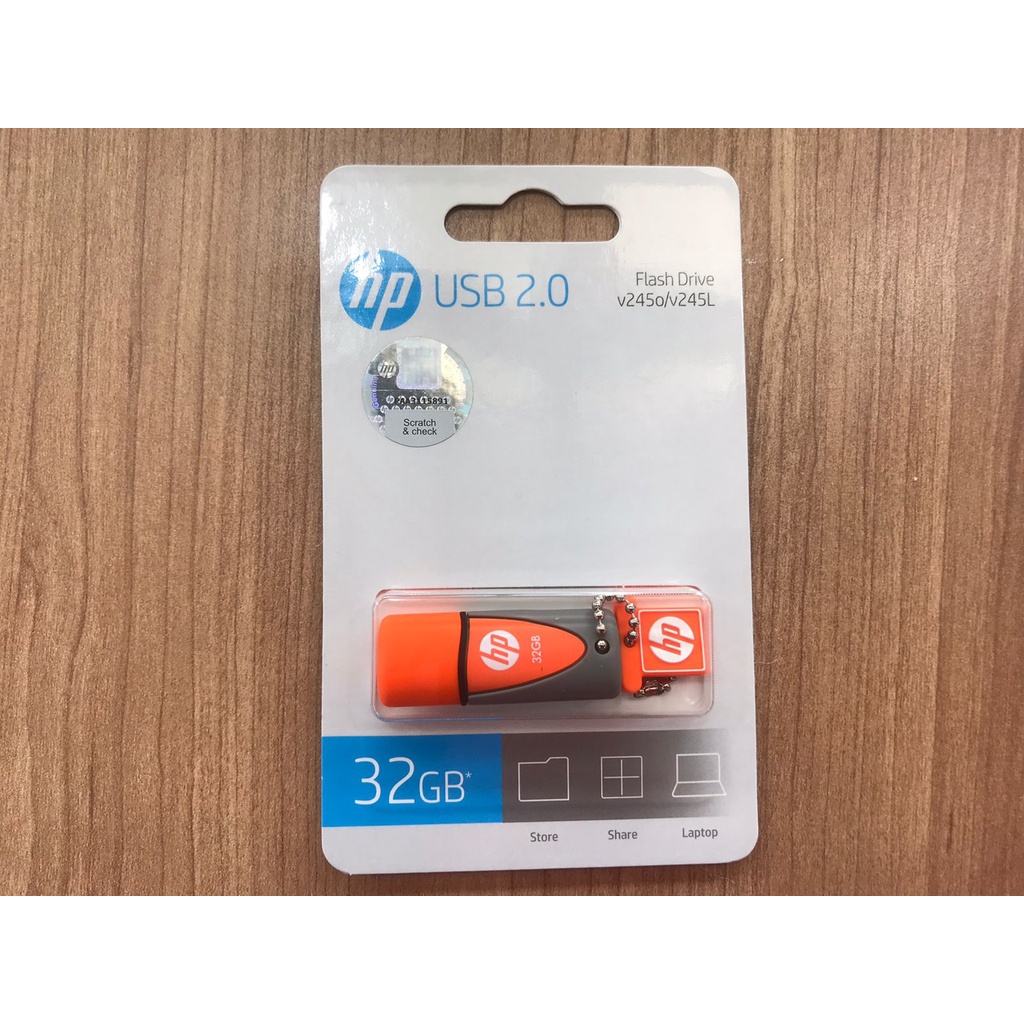 hp
USB 2.0
Flash Drive
v245o/v245L
hp
Scratch
& check
hp
32GB
hp
32GB*
Store
Share
Laptop